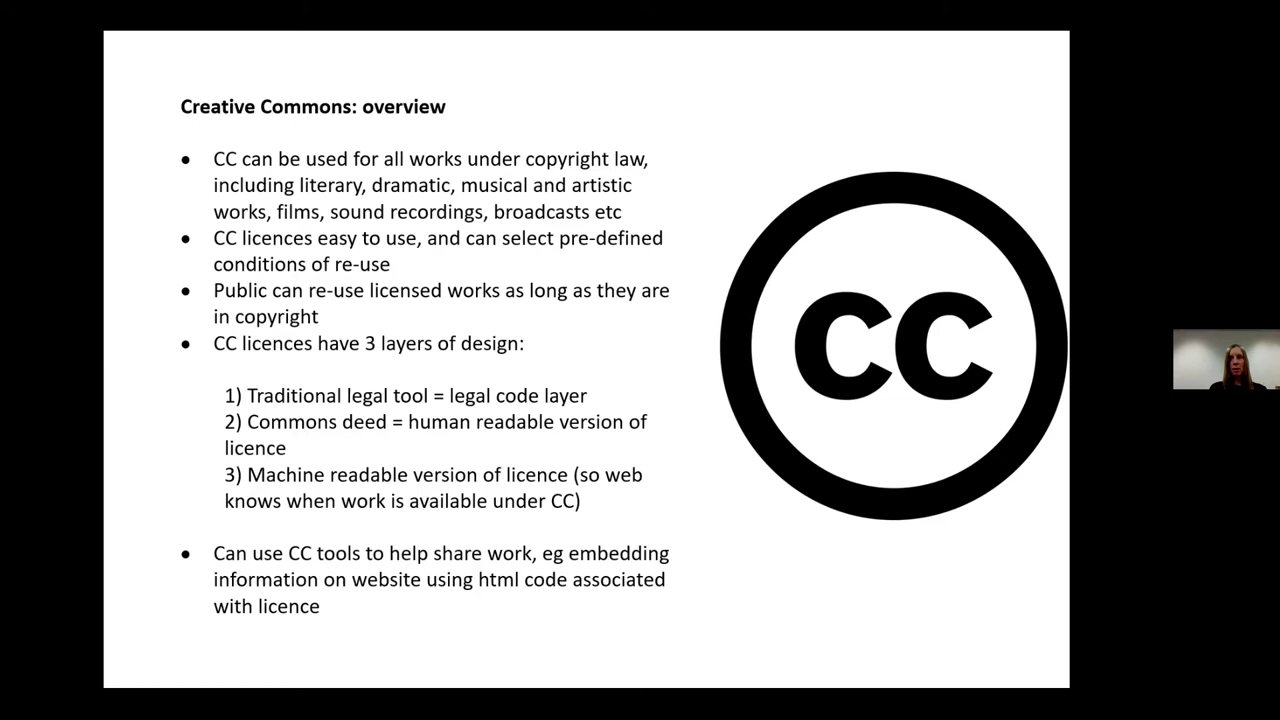 Creative Commons: overview
• CC can be used for all works under copyright law,
including literary, dramatic, musical and artistic
works, films, sound recordings, broadcasts etc
• CC licences easy to use, and can select pre-defined
conditions of re-use
• Public can re-use licensed works as long as they are
in copyright
• CC licences have 3 layers of design:
1) Traditional legal tool = legal code layer
2) Commons deed = human readable version of
licence
3) Machine readable version of licence (so web
knows when work is available under CC)
• Can use CC tools to help share work, eg embedding
information on website using html code associated
with licence
cc